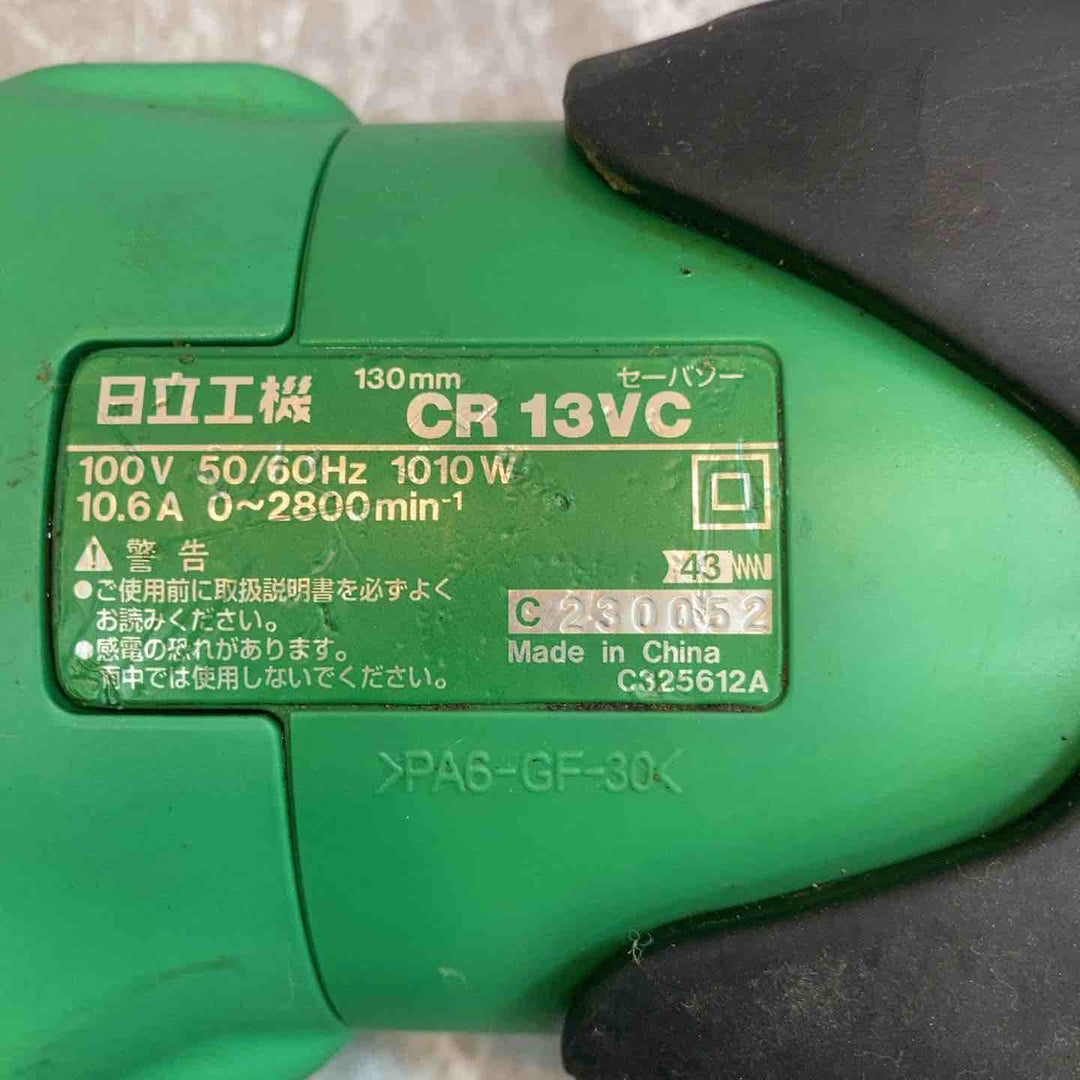 日立工機 130mm CR 13VC セーバソー
100V 50/60Hz 1010W
10.6A 0~2800min⁻¹
警告
●ご使用前に取扱説明書を必ずよく
お読みください。
●感電の恐れがあります。
雨中では使用しないでください。
43
C 230052
Made in China
C325612A
>PA6-GF-30<